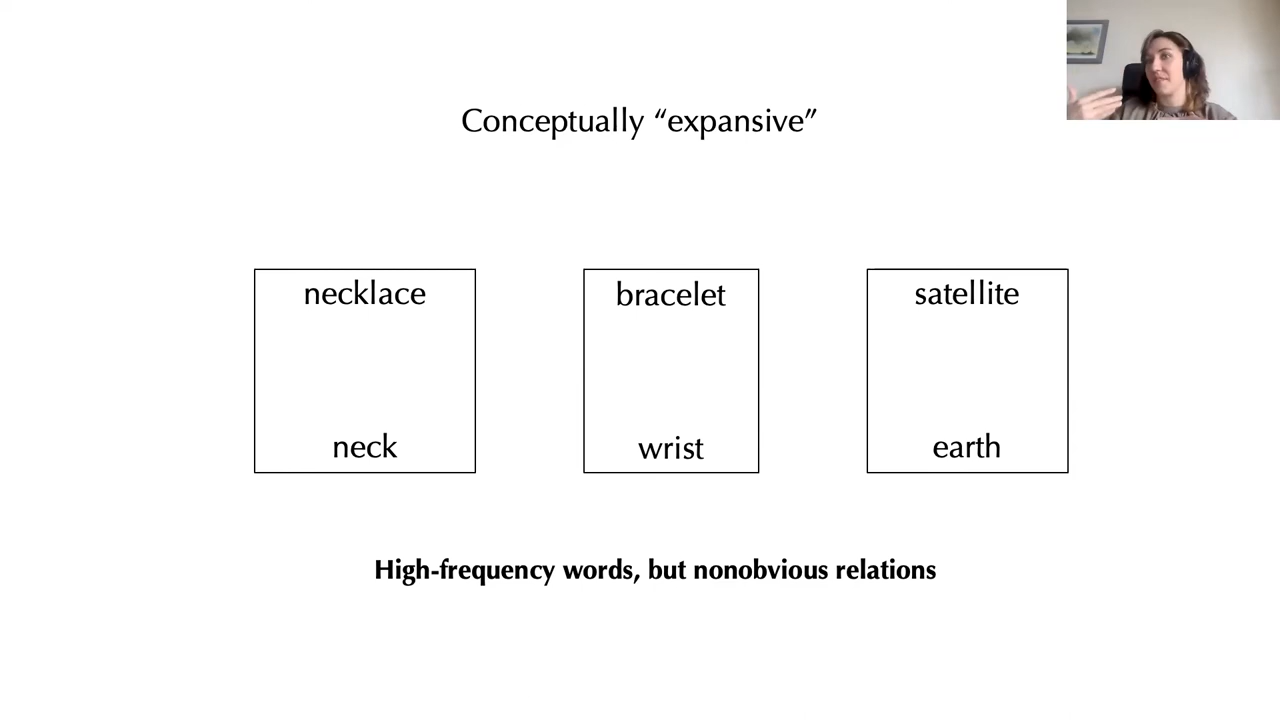 Conceptually “expansive”
necklace
neck
bracelet
wrist
satellite
earth
High-frequency words, but nonobvious relations